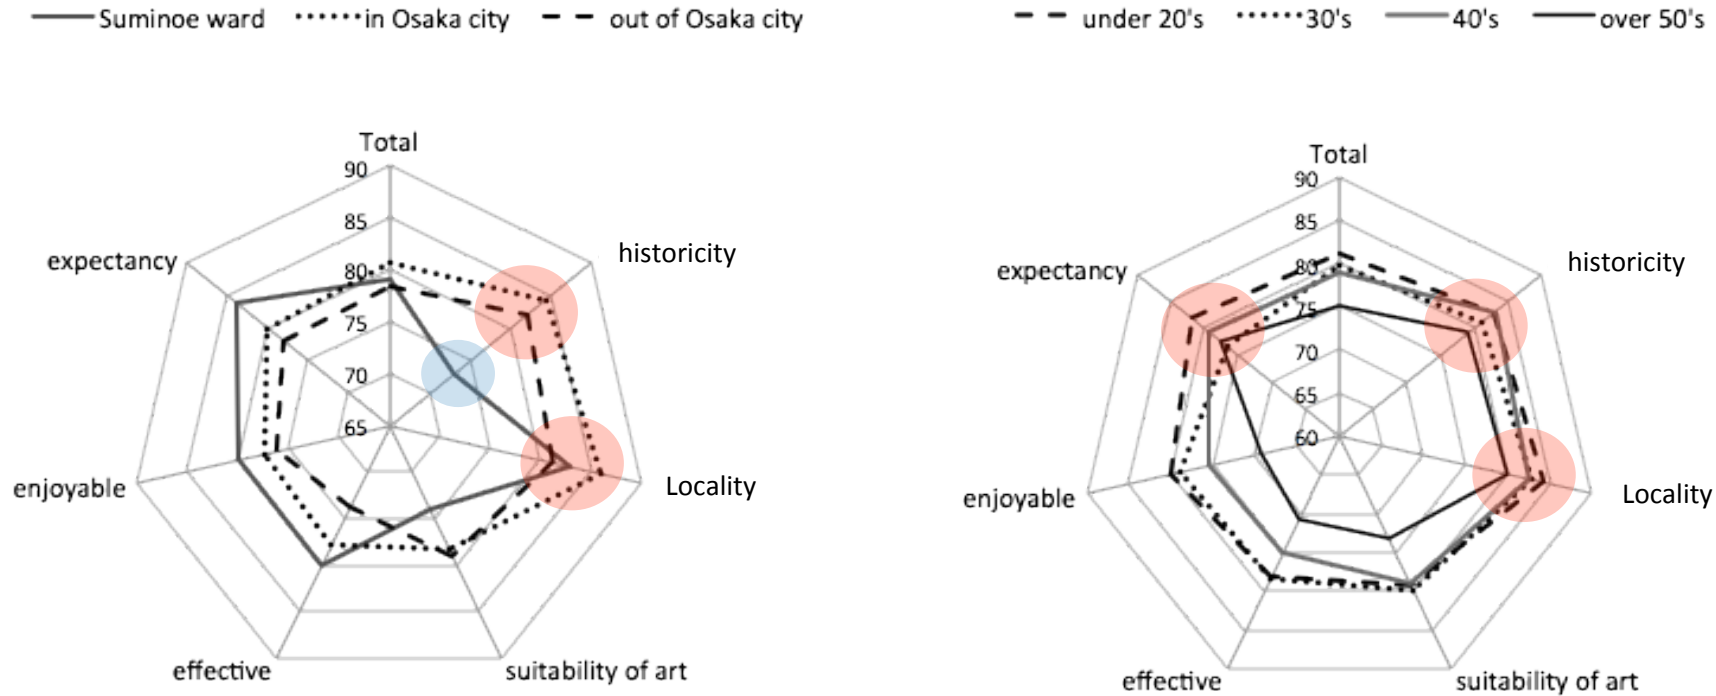 Suminoe ward in Osaka city out of Osaka city
under 20's 30's 40's over 50's
Total
90
85
80
75
70
65
historicity
Locality
suitability of art
effective
enjoyable
expectancy
Total
90
85
80
75
70
65
60
historicity
Locality
suitability of art
effective
enjoyable
expectancy